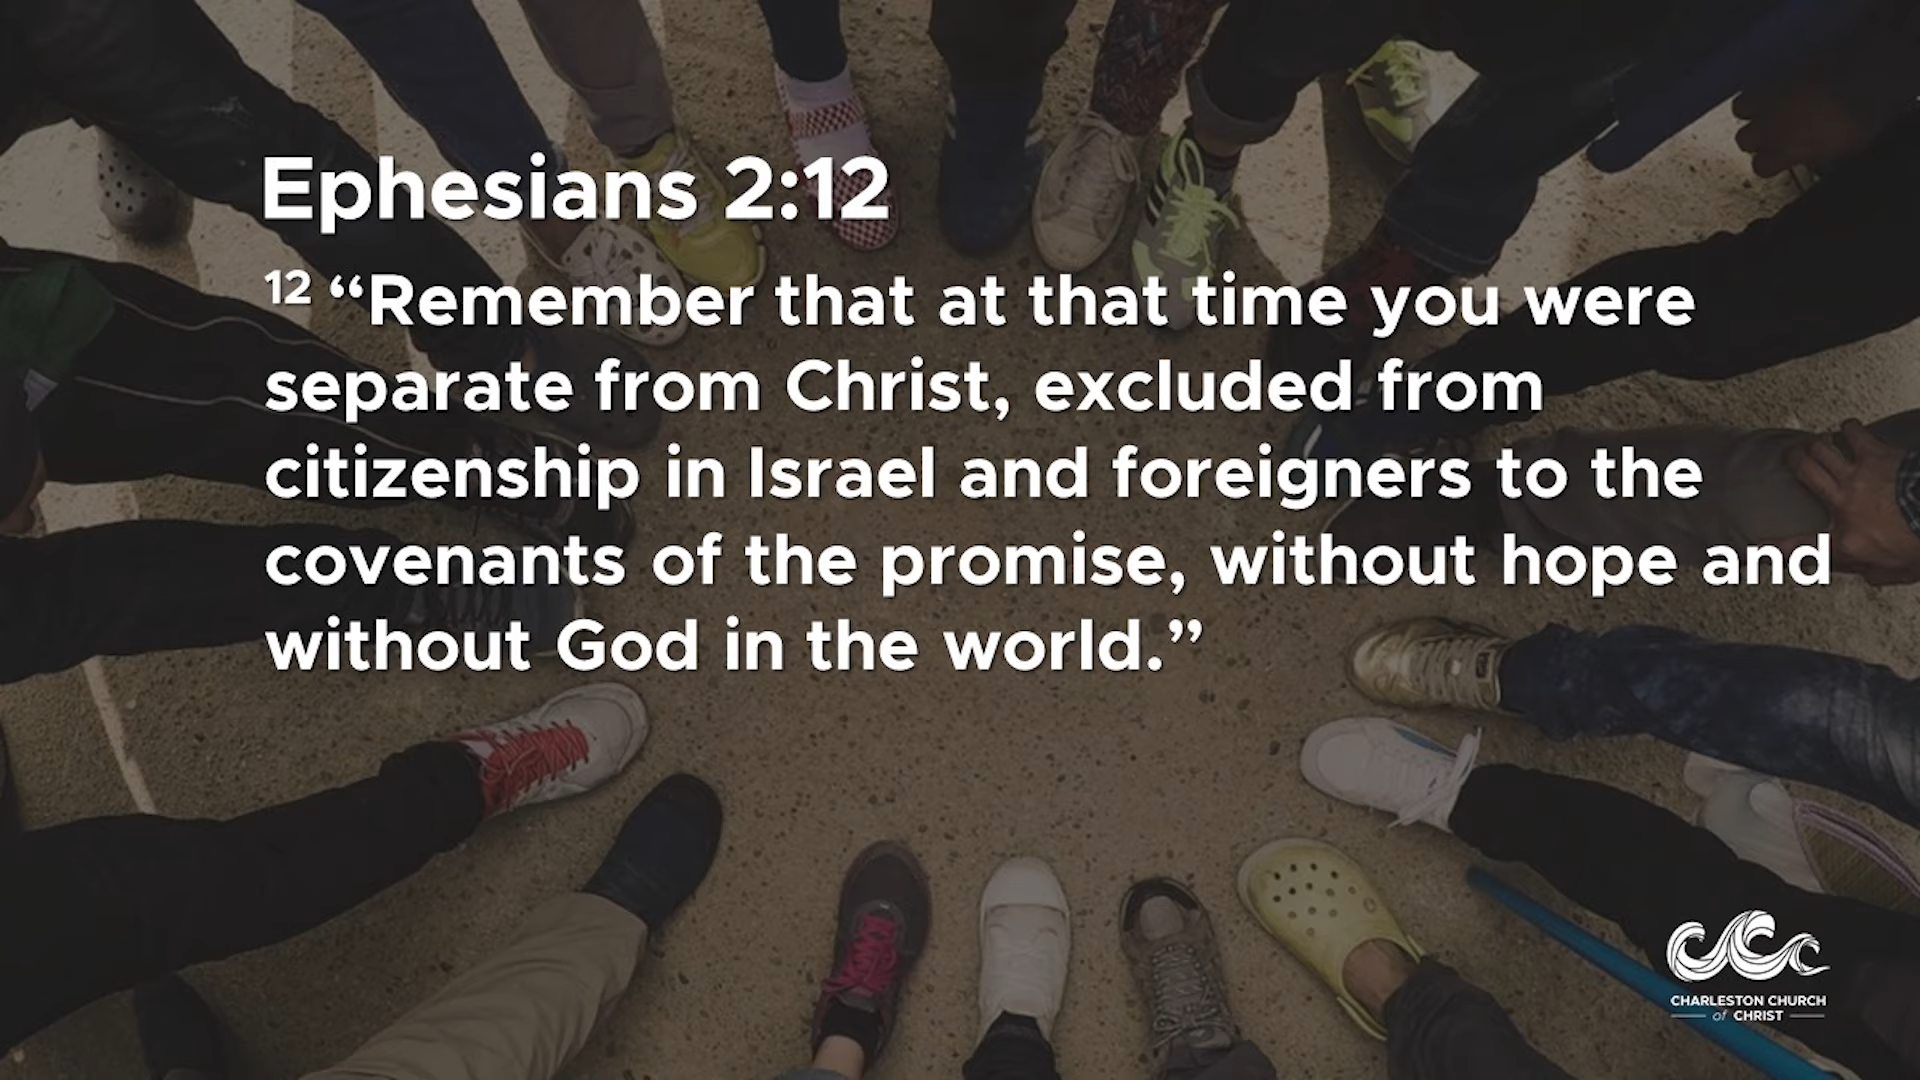 Ephesians 2:12
12 “Remember that at that time you were
separate from Christ, excluded from
citizenship in Israel and foreigners to the
covenants of the promise, without hope and
without God in the world.”
CHARLESTON CHURCH
of CHRIST